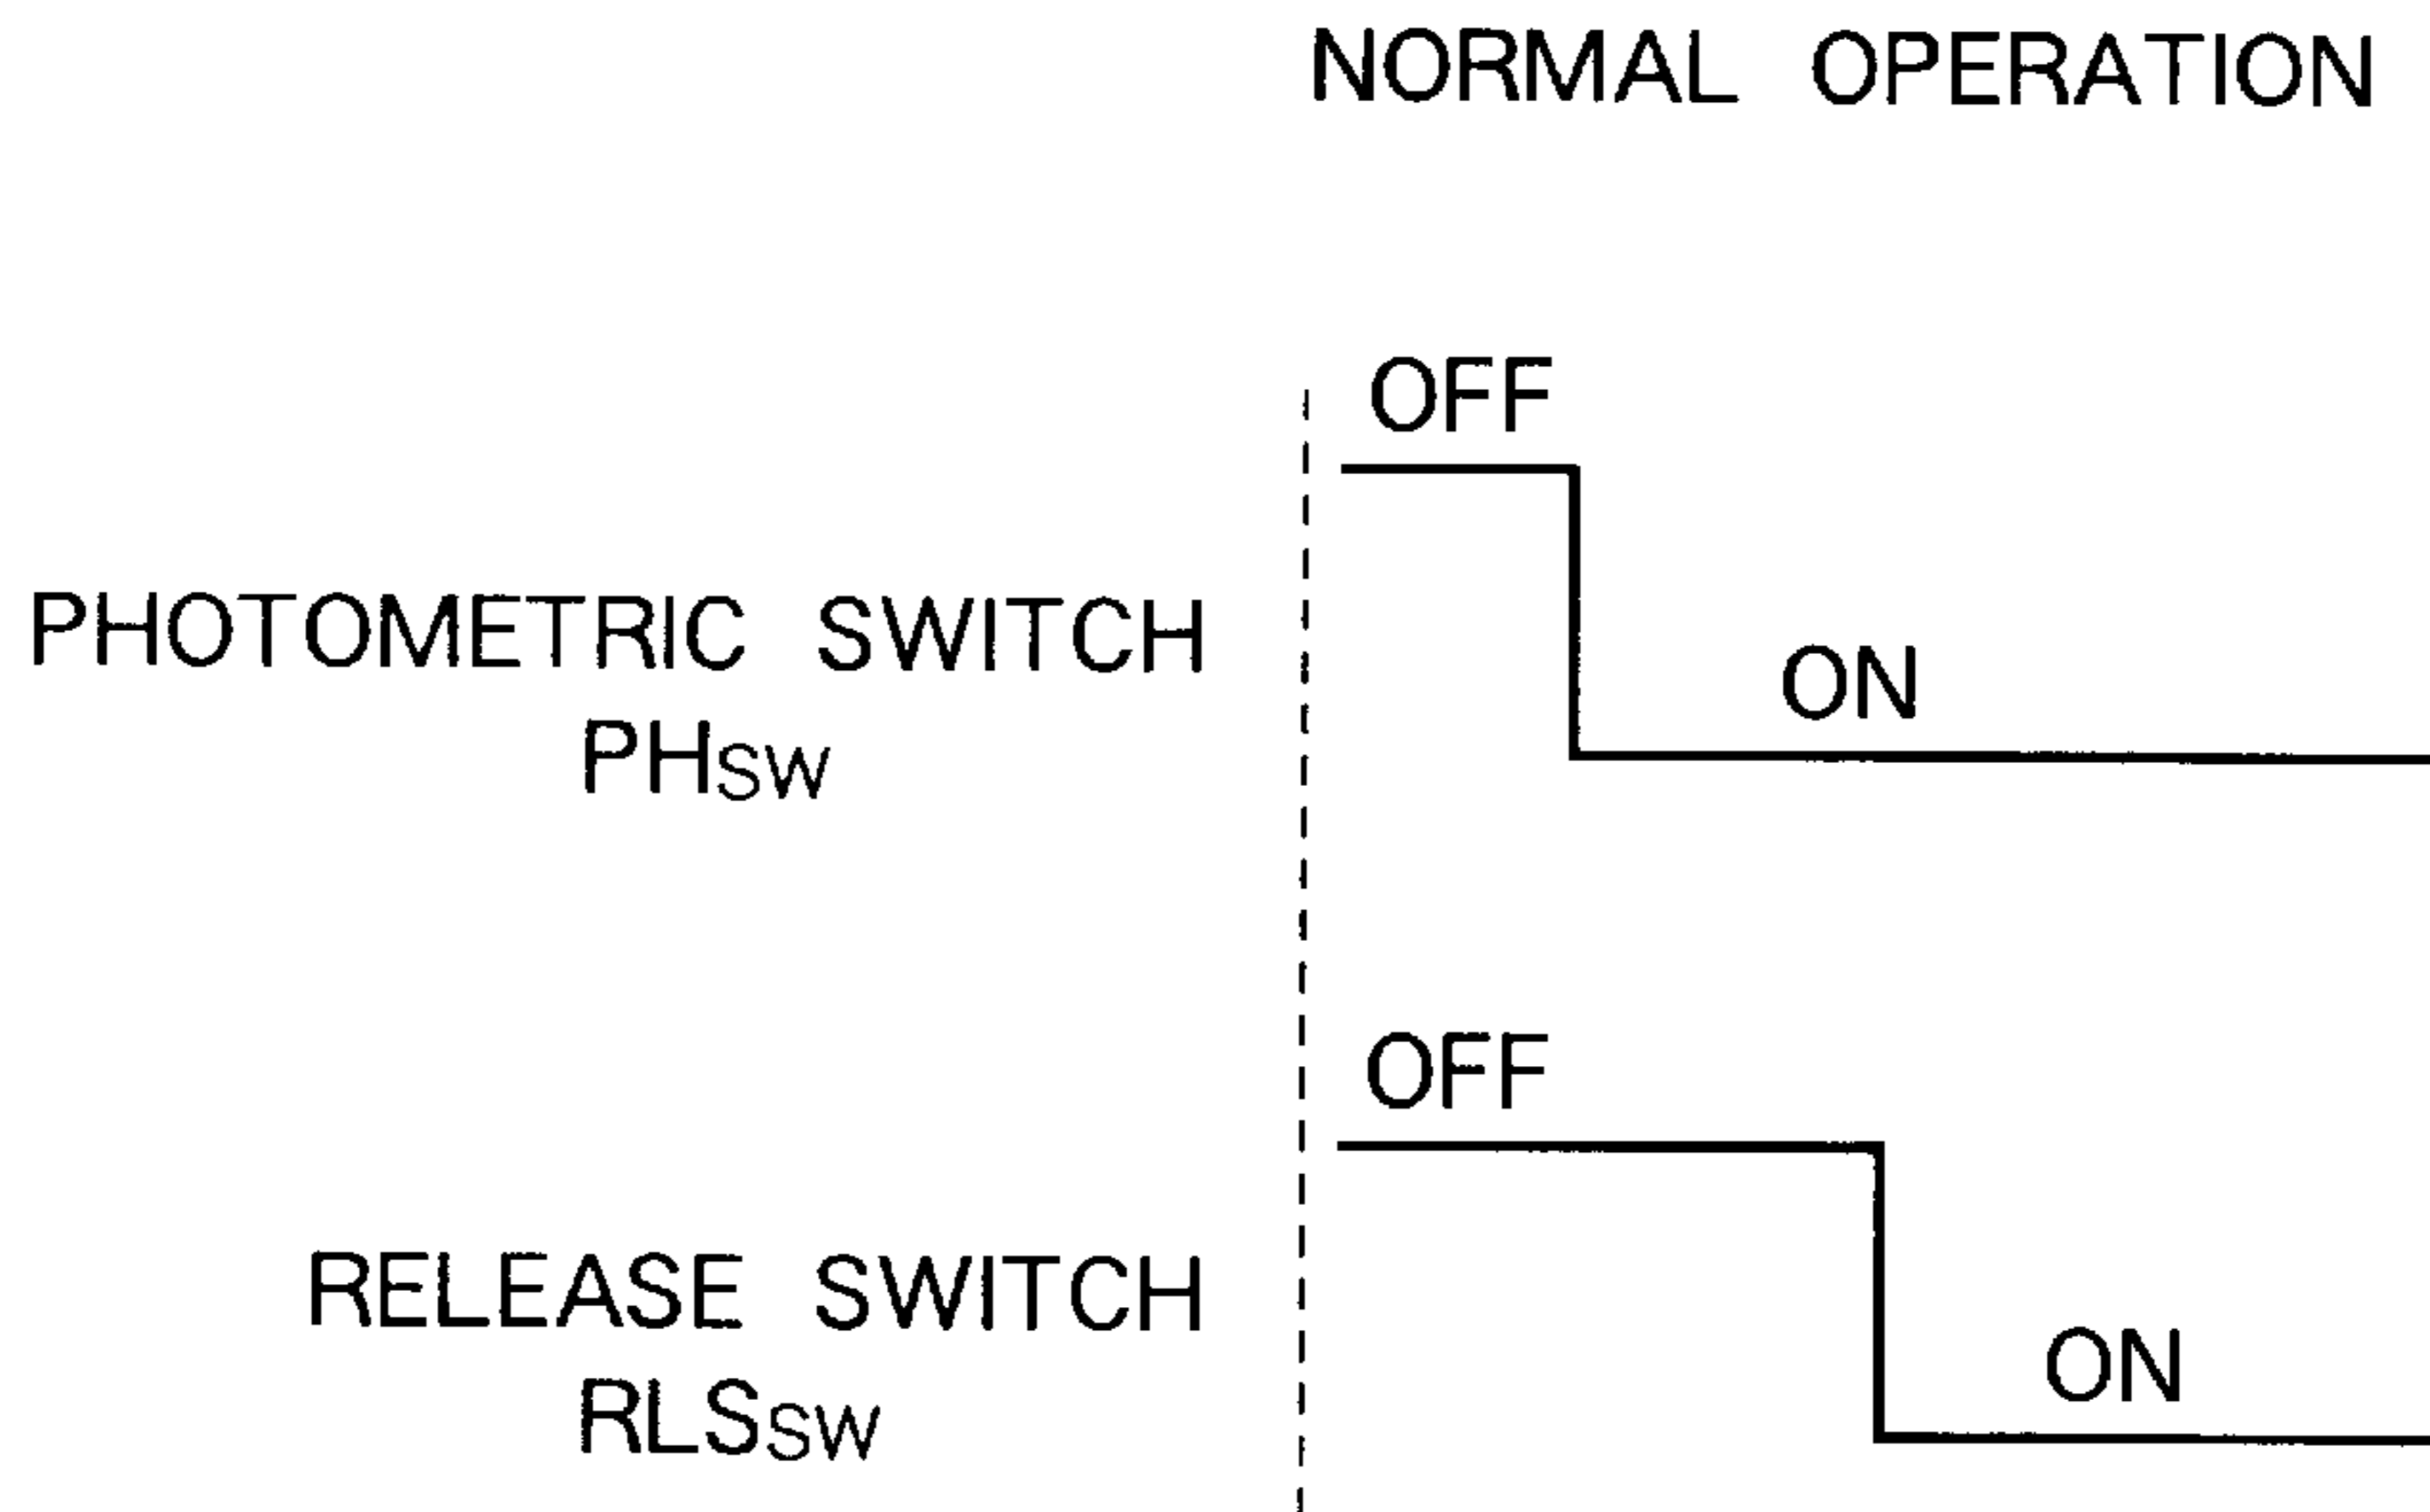 NORMAL OPERATION
OFF
PHOTOMETRIC SWITCH
PHSW
ON
OFF
RELEASE SWITCH
RLSSW
ON